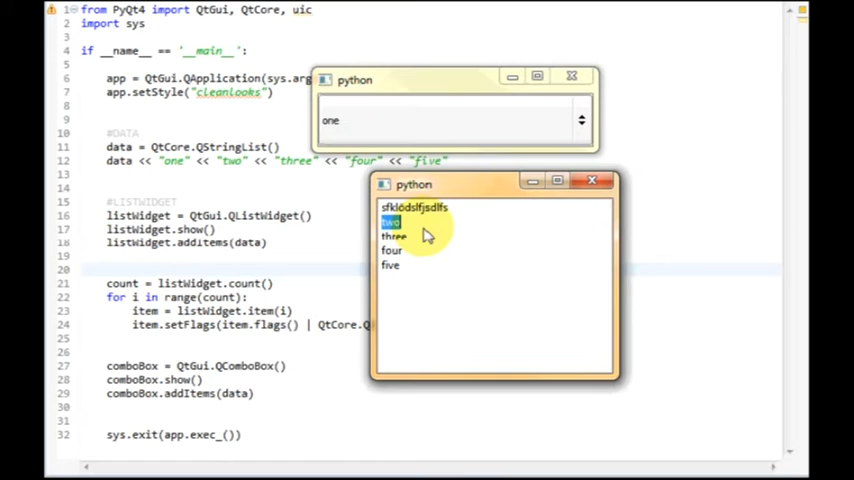 1 from PyQt4 import QtGui, QtCore, uic
2 import sys
3
4 if __name__ == '__main__':
5
6 app = QtGui.QApplication(sys.arg
7 app.setStyle("cleanlooks")
8
9
10 #DATA
11 data = QtCore.QStringList()
12 data << "one" << "two" << "three" << "four" << "five"
13
14
15 #LISTWIDGET
16 listWidget = QtGui.QListWidget()
17 listWidget.show()
18 listWidget.addItems(data)
20
21 count = listWidget.count()
22 for i in range(count):
23 item = listWidget.item(i)
24 item.setFlags(item.flags() | QtCore.Q
25
26
27 comboBox = QtGui.QComboBox()
28 comboBox.show()
29 comboBox.addItems(data)
30
31
32 sys.exit(app.exec_())
python
one
python
sfklödslfjsdlfs
two
three
four
five